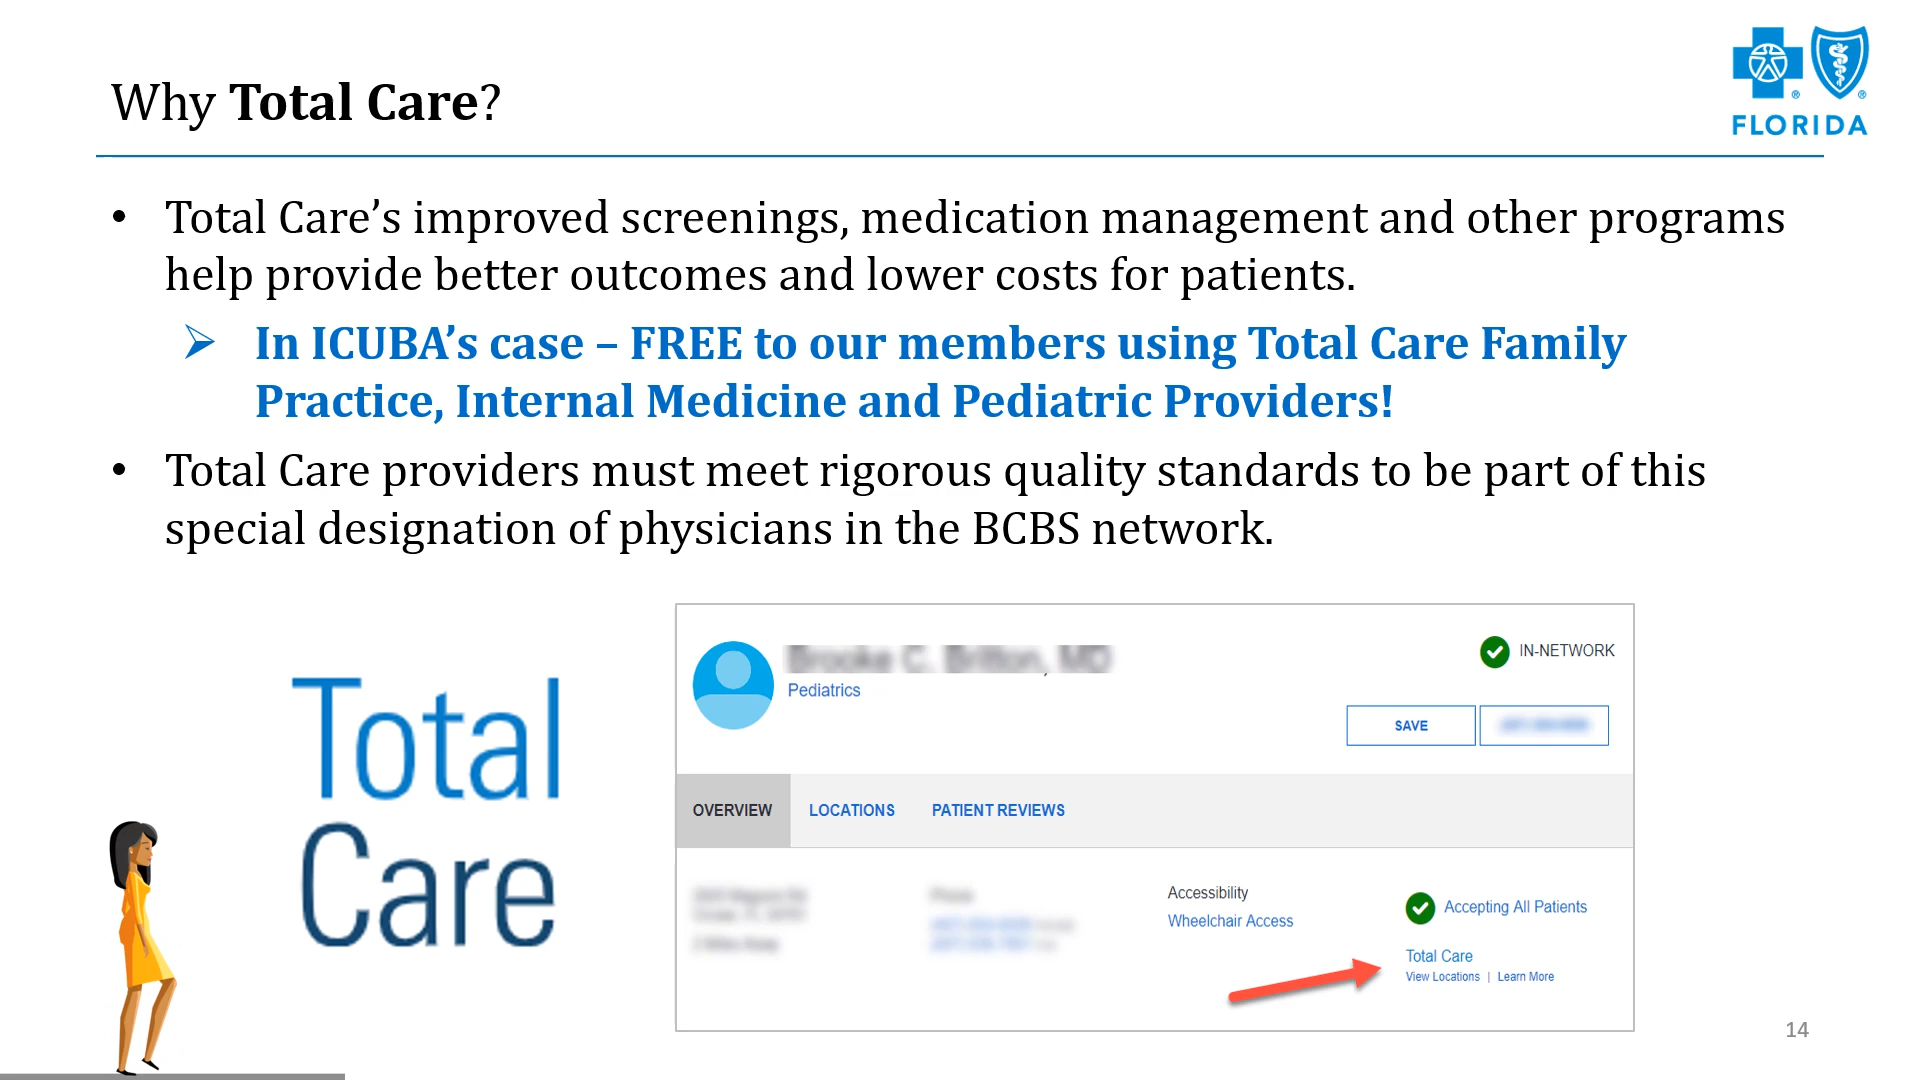 Why Total Care?
FLORIDA
• Total Care’s improved screenings, medication management and other programs
help provide better outcomes and lower costs for patients.
➢ In ICUBA’s case – FREE to our members using Total Care Family
Practice, Internal Medicine and Pediatric Providers!
• Total Care providers must meet rigorous quality standards to be part of this
special designation of physicians in the BCBS network.
Total
Care
Pediatrics
IN-NETWORK
SAVE
OVERVIEW LOCATIONS PATIENT REVIEWS
Accessibility
Wheelchair Access
Accepting All Patients
Total Care
View Locations | Learn More
14